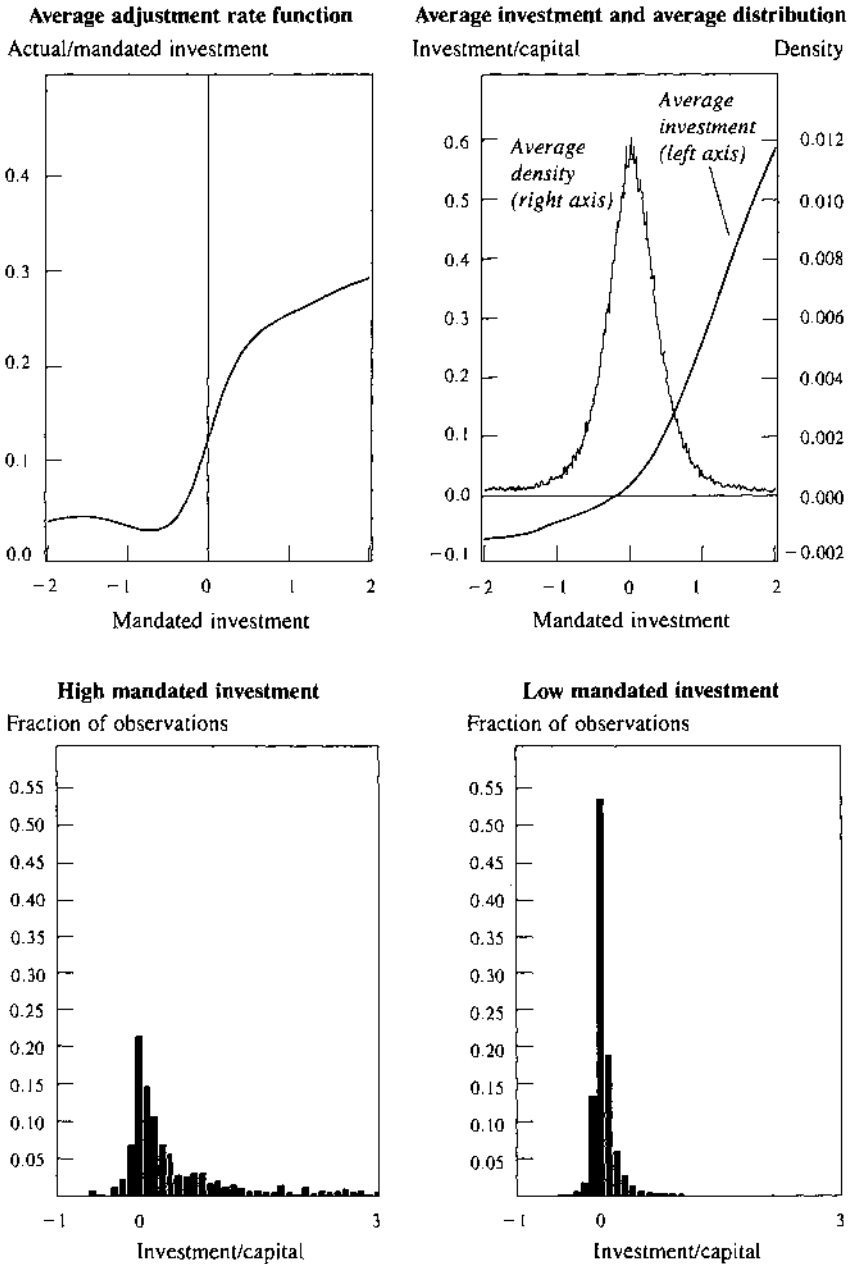 Average adjustment rate function
Actual/mandated investment
0.4
0.3
0.2
0.1
0.0
−2 −1 0 1 2
Mandated investment
Average investment and average distribution
Investment/capital Density
Average
investment
(left axis)
Average
density
(right axis)
0.6 0.012
0.5 0.010
0.4 0.008
0.3 0.006
0.2 0.004
0.1 0.002
0.0 0.000
−0.1 −0.002
−2 −1 0 1 2
Mandated investment
High mandated investment
Fraction of observations
0.55
0.50
0.45
0.40
0.35
0.30
0.25
0.20
0.15
0.10
0.05
−1 0 3
Investment/capital
Low mandated investment
Fraction of observations
0.55
0.50
0.45
0.40
0.35
0.30
0.25
0.20
0.15
0.10
0.05
−1 0 3
Investment/capital